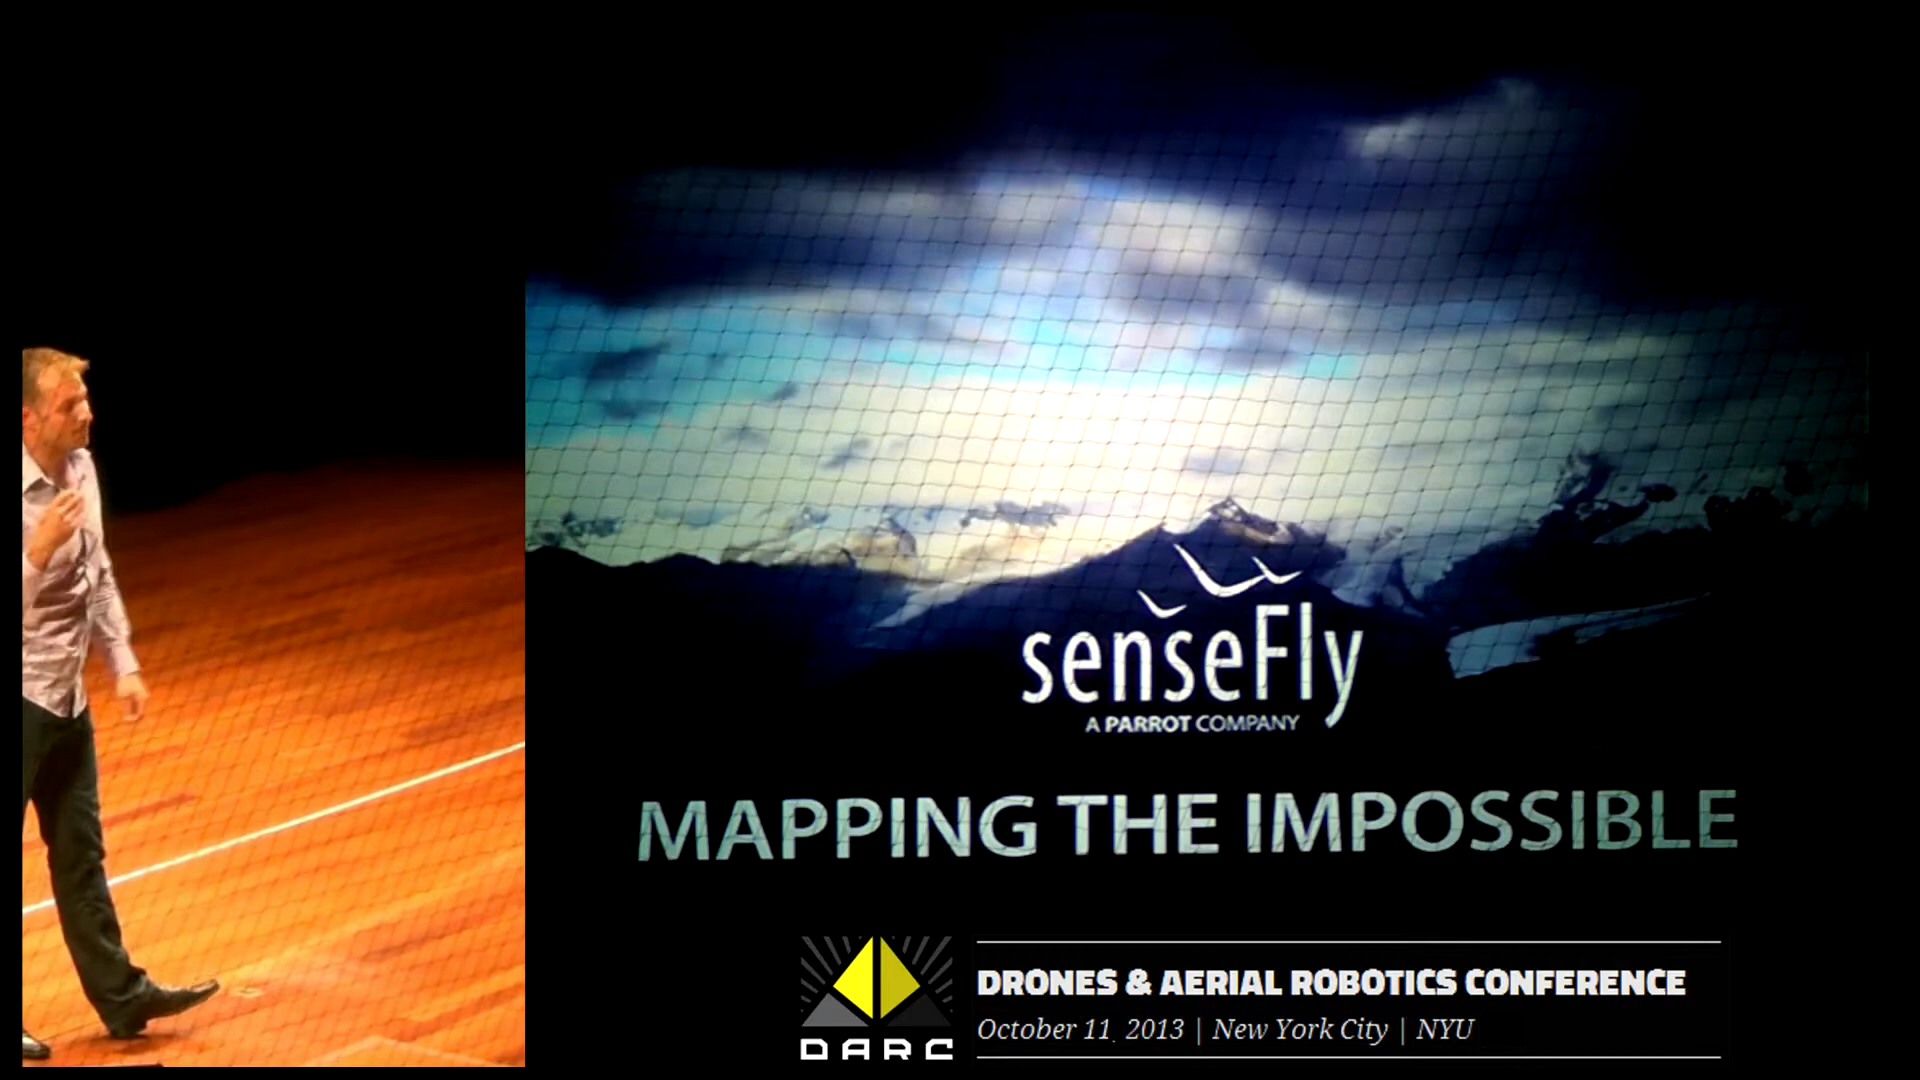 senseFly
A PARROT COMPANY
MAPPING THE IMPOSSIBLE
DARC
DRONES & AERIAL ROBOTICS CONFERENCE
October 11, 2013 | New York City | NYU